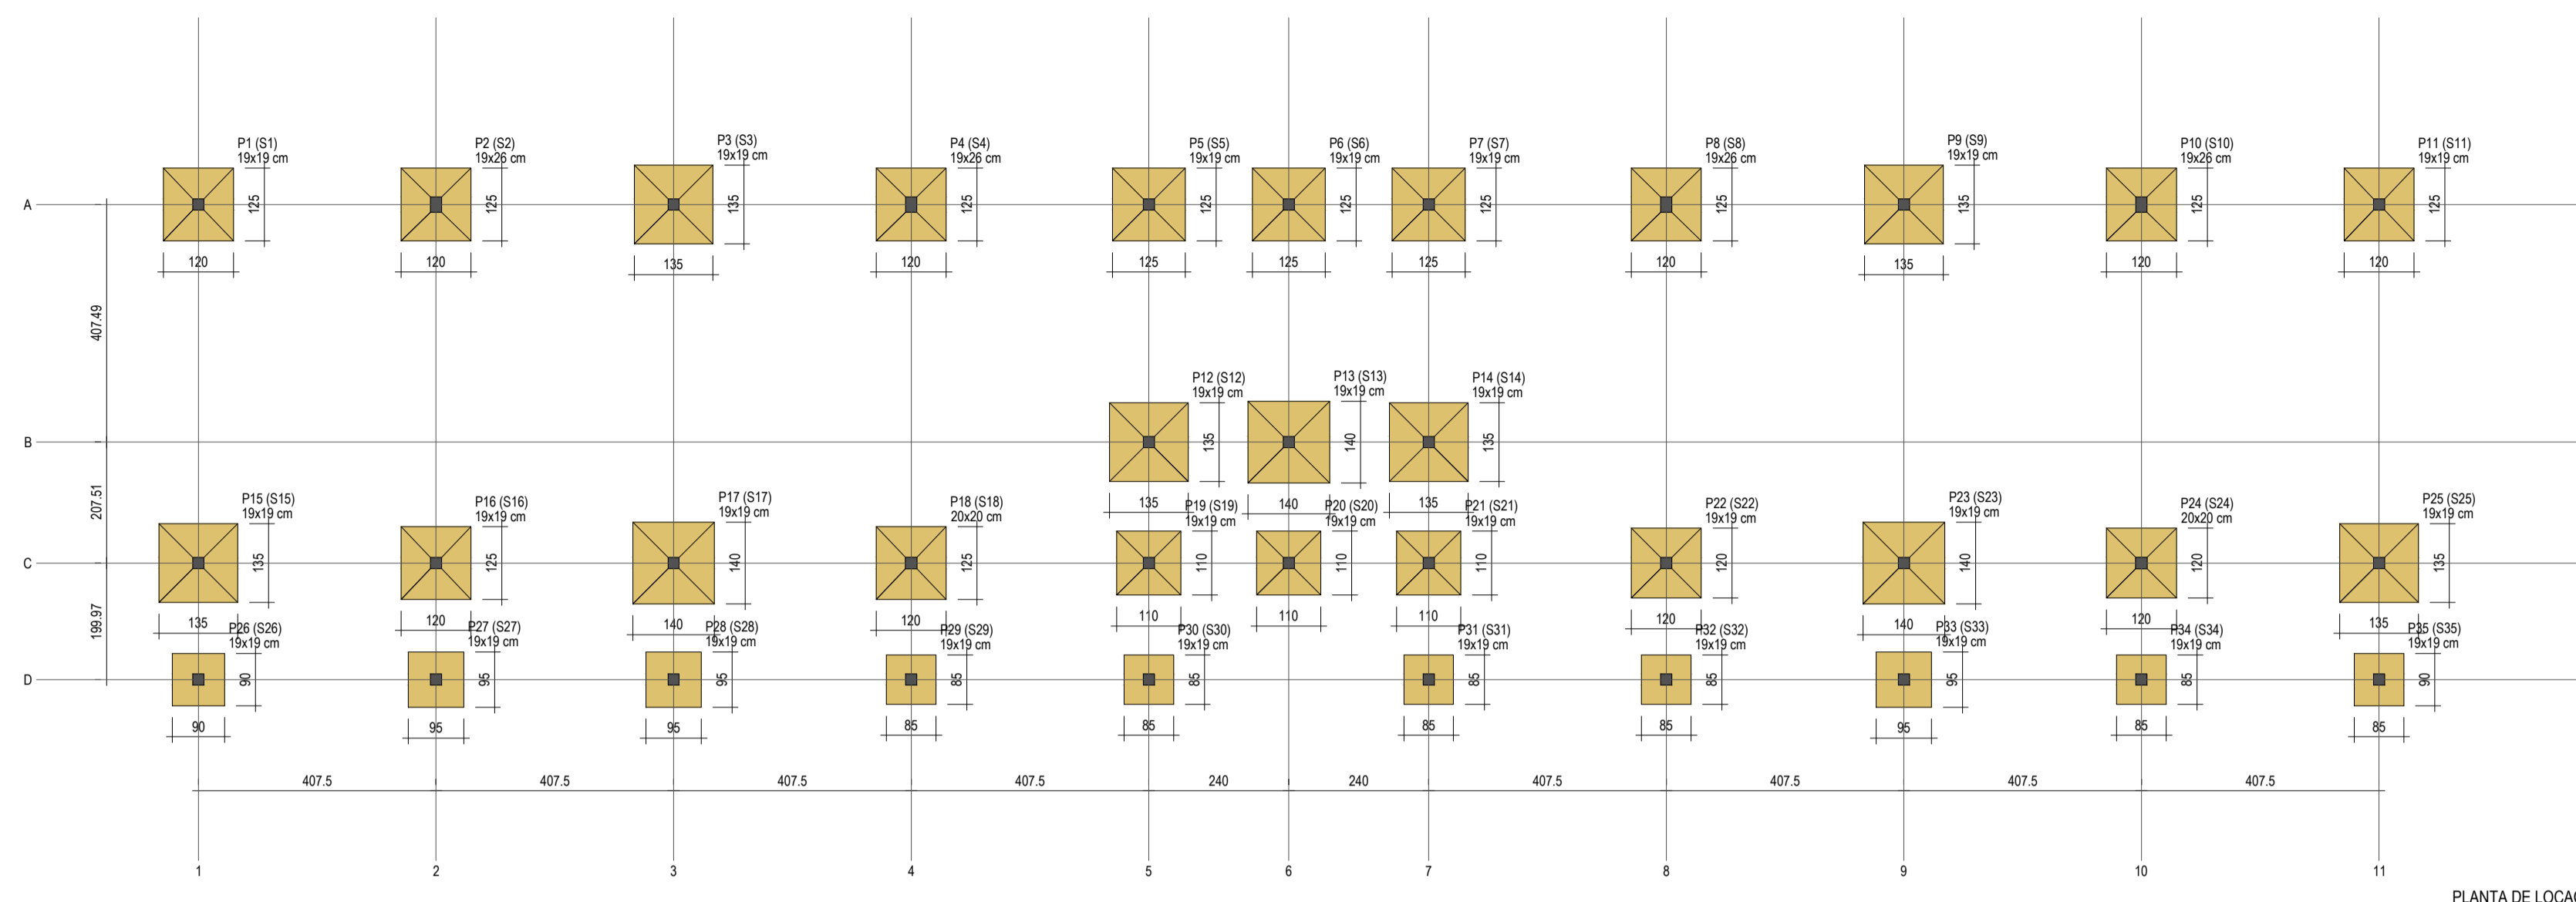 P1 (S1)
19x19 cm
125
120
P2 (S2)
19x26 cm
125
120
P3 (S3)
19x19 cm
135
135
P4 (S4)
19x26 cm
125
120
P5 (S5)
19x19 cm
125
125
P6 (S6)
19x19 cm
125
125
P7 (S7)
19x19 cm
125
125
P8 (S8)
19x26 cm
125
120
P9 (S9)
19x19 cm
135
135
P10 (S10)
19x26 cm
125
120
P11 (S11)
19x19 cm
125
120
A
407.49
P12 (S12)
19x19 cm
135
135
P13 (S13)
19x19 cm
140
140
P14 (S14)
19x19 cm
135
135
B
207.51
P15 (S15)
19x19 cm
135
135
P16 (S16)
19x19 cm
125
120
P17 (S17)
19x19 cm
140
140
P18 (S18)
20x20 cm
125
120
P19 (S19)
19x19 cm
110
110
P20 (S20)
19x19 cm
110
110
P21 (S21)
19x19 cm
110
110
P22 (S22)
19x19 cm
120
120
P23 (S23)
19x19 cm
140
140
P24 (S24)
20x20 cm
120
120
P25 (S25)
19x19 cm
135
135
C
199.97
P26 (S26)
19x19 cm
90
90
P27 (S27)
19x19 cm
95
95
P28 (S28)
19x19 cm
95
95
P29 (S29)
19x19 cm
85
85
P30 (S30)
19x19 cm
85
85
P31 (S31)
19x19 cm
85
85
P32 (S32)
19x19 cm
85
85
P33 (S33)
19x19 cm
95
95
P34 (S34)
19x19 cm
85
85
P35 (S35)
19x19 cm
90
85
D
407.5
407.5
407.5
407.5
240
240
407.5
407.5
407.5
407.5
1
2
3
4
5
6
7
8
9
10
11
PLANTA DE